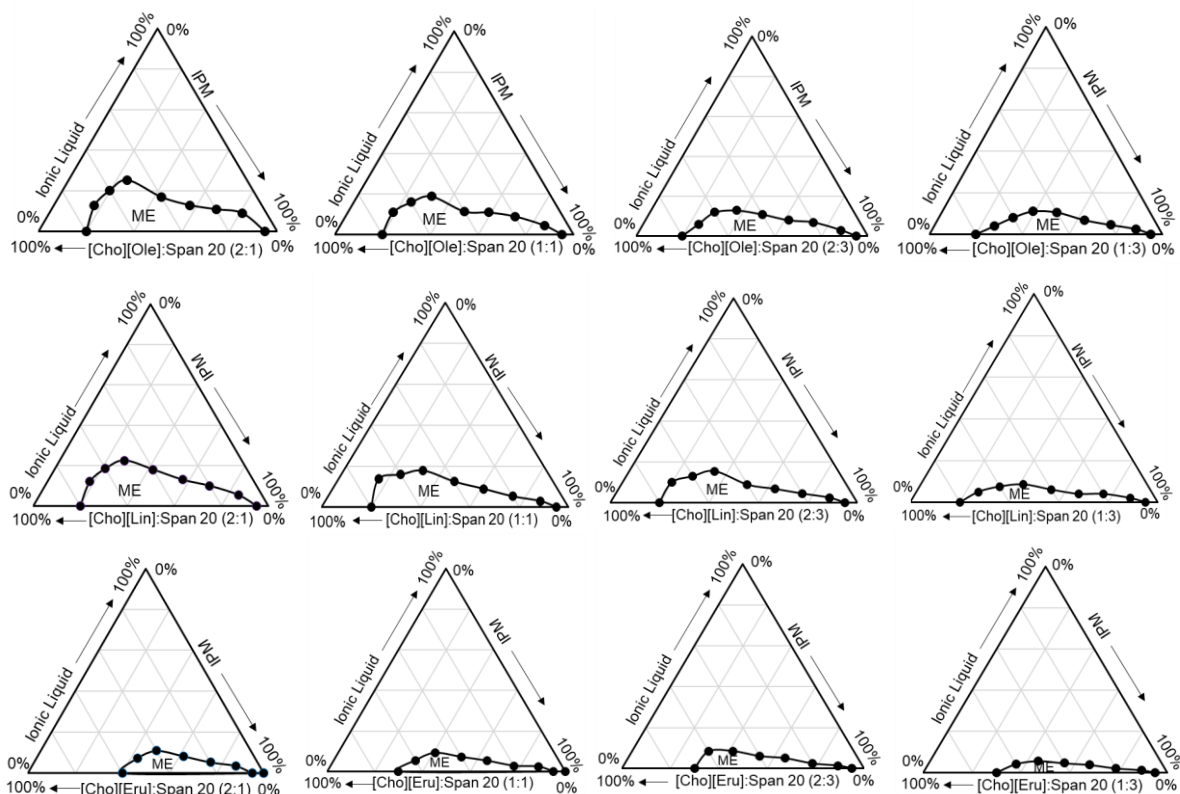 100% 0%
IPM
Ionic Liquid
ME
0% 100%
100% [Cho][Ole]:Span 20 (2:1) 0%
100% 0%
IPM
Ionic Liquid
ME
0% 100%
100% [Cho][Ole]:Span 20 (1:1) 0%
100% 0%
IPM
Ionic Liquid
ME
0% 100%
100% [Cho][Ole]:Span 20 (2:3) 0%
100% 0%
IPM
Ionic Liquid
ME
0% 100%
100% [Cho][Ole]:Span 20 (1:3) 0%
100% 0%
IPM
Ionic Liquid
ME
0% 100%
100% [Cho][Lin]:Span 20 (2:1) 0%
100% 0%
IPM
Ionic Liquid
ME
0% 100%
100% [Cho][Lin]:Span 20 (1:1) 0%
100% 0%
IPM
Ionic Liquid
ME
0% 100%
100% [Cho][Lin]:Span 20 (2:3) 0%
100% 0%
IPM
Ionic Liquid
ME
0% 100%
100% [Cho][Lin]:Span 20 (1:3) 0%
100% 0%
IPM
Ionic Liquid
ME
0% 100%
100% [Cho][Eru]:Span 20 (2:1) 0%
100% 0%
IPM
Ionic Liquid
ME
0% 100%
100% [Cho][Eru]:Span 20 (1:1) 0%
100% 0%
IPM
Ionic Liquid
ME
0% 100%
100% [Cho][Eru]:Span 20 (2:3) 0%
100% 0%
IPM
Ionic Liquid
ME
0% 100%
100% [Cho][Eru]:Span 20 (1:3) 0%